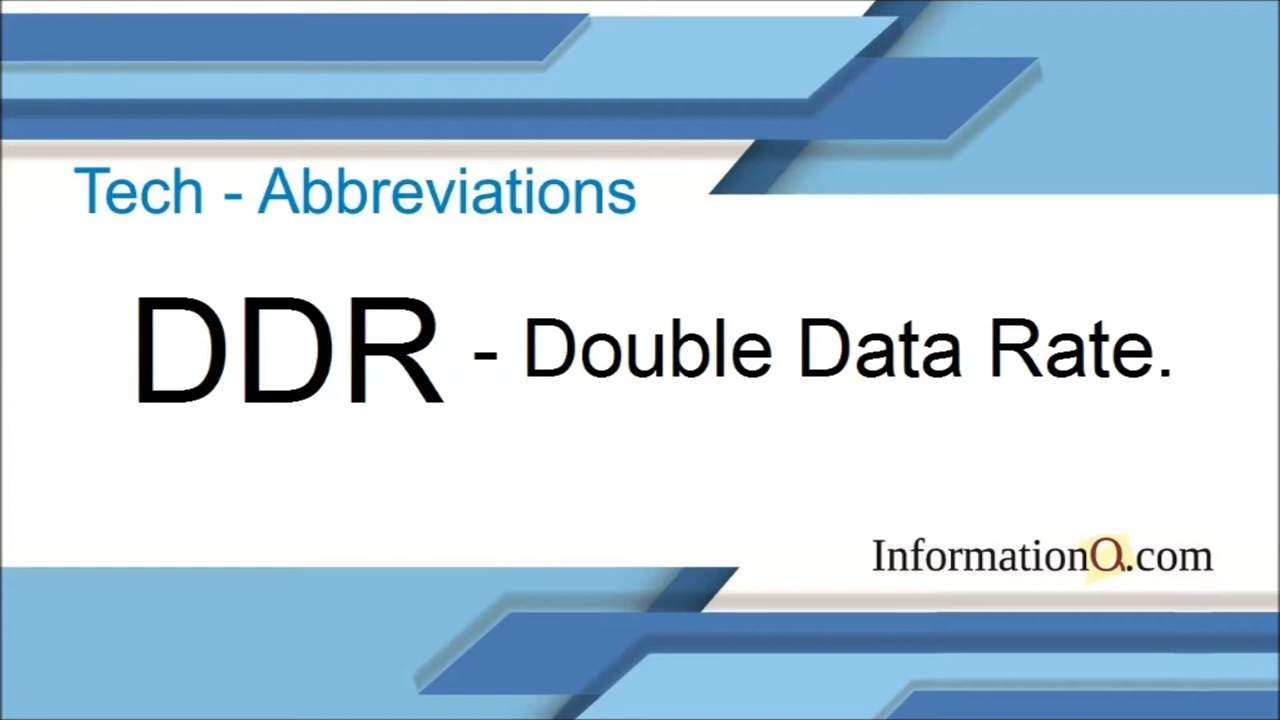 Tech - Abbreviations
DDR - Double Data Rate.
InformationQ.com